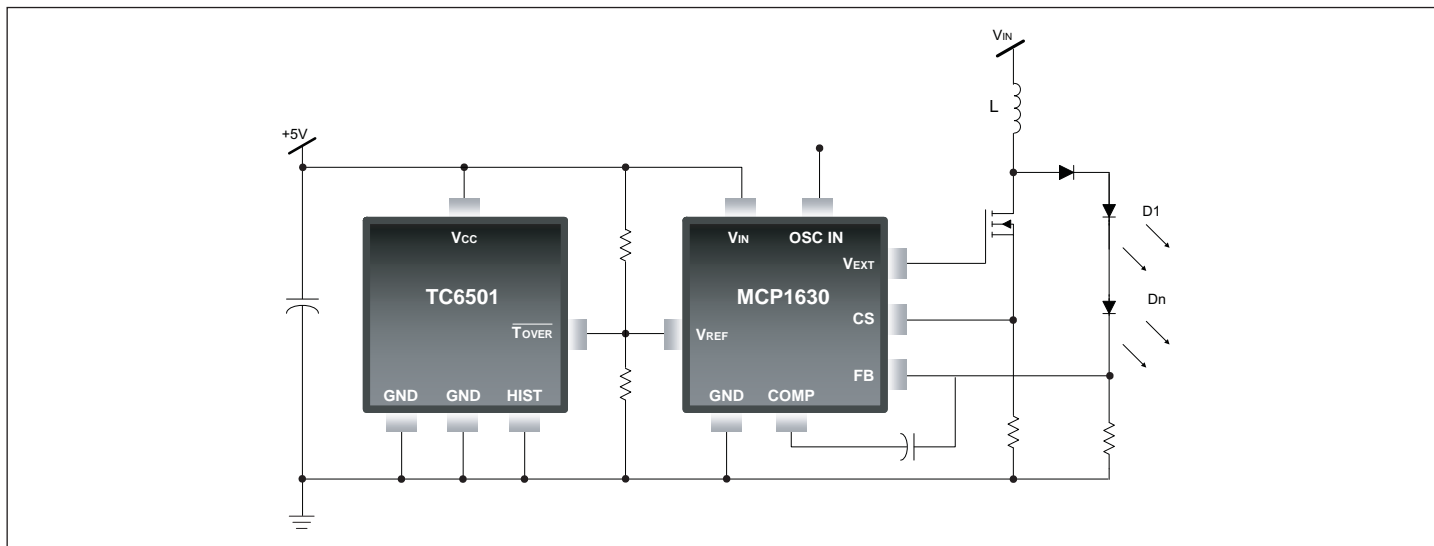 VIN
L
+5V
D1
Dn
VCC
TC6501
TOVER
GND GND HIST
VIN OSC IN
VEXT
MCP1630
CS
VREF
FB
GND COMP